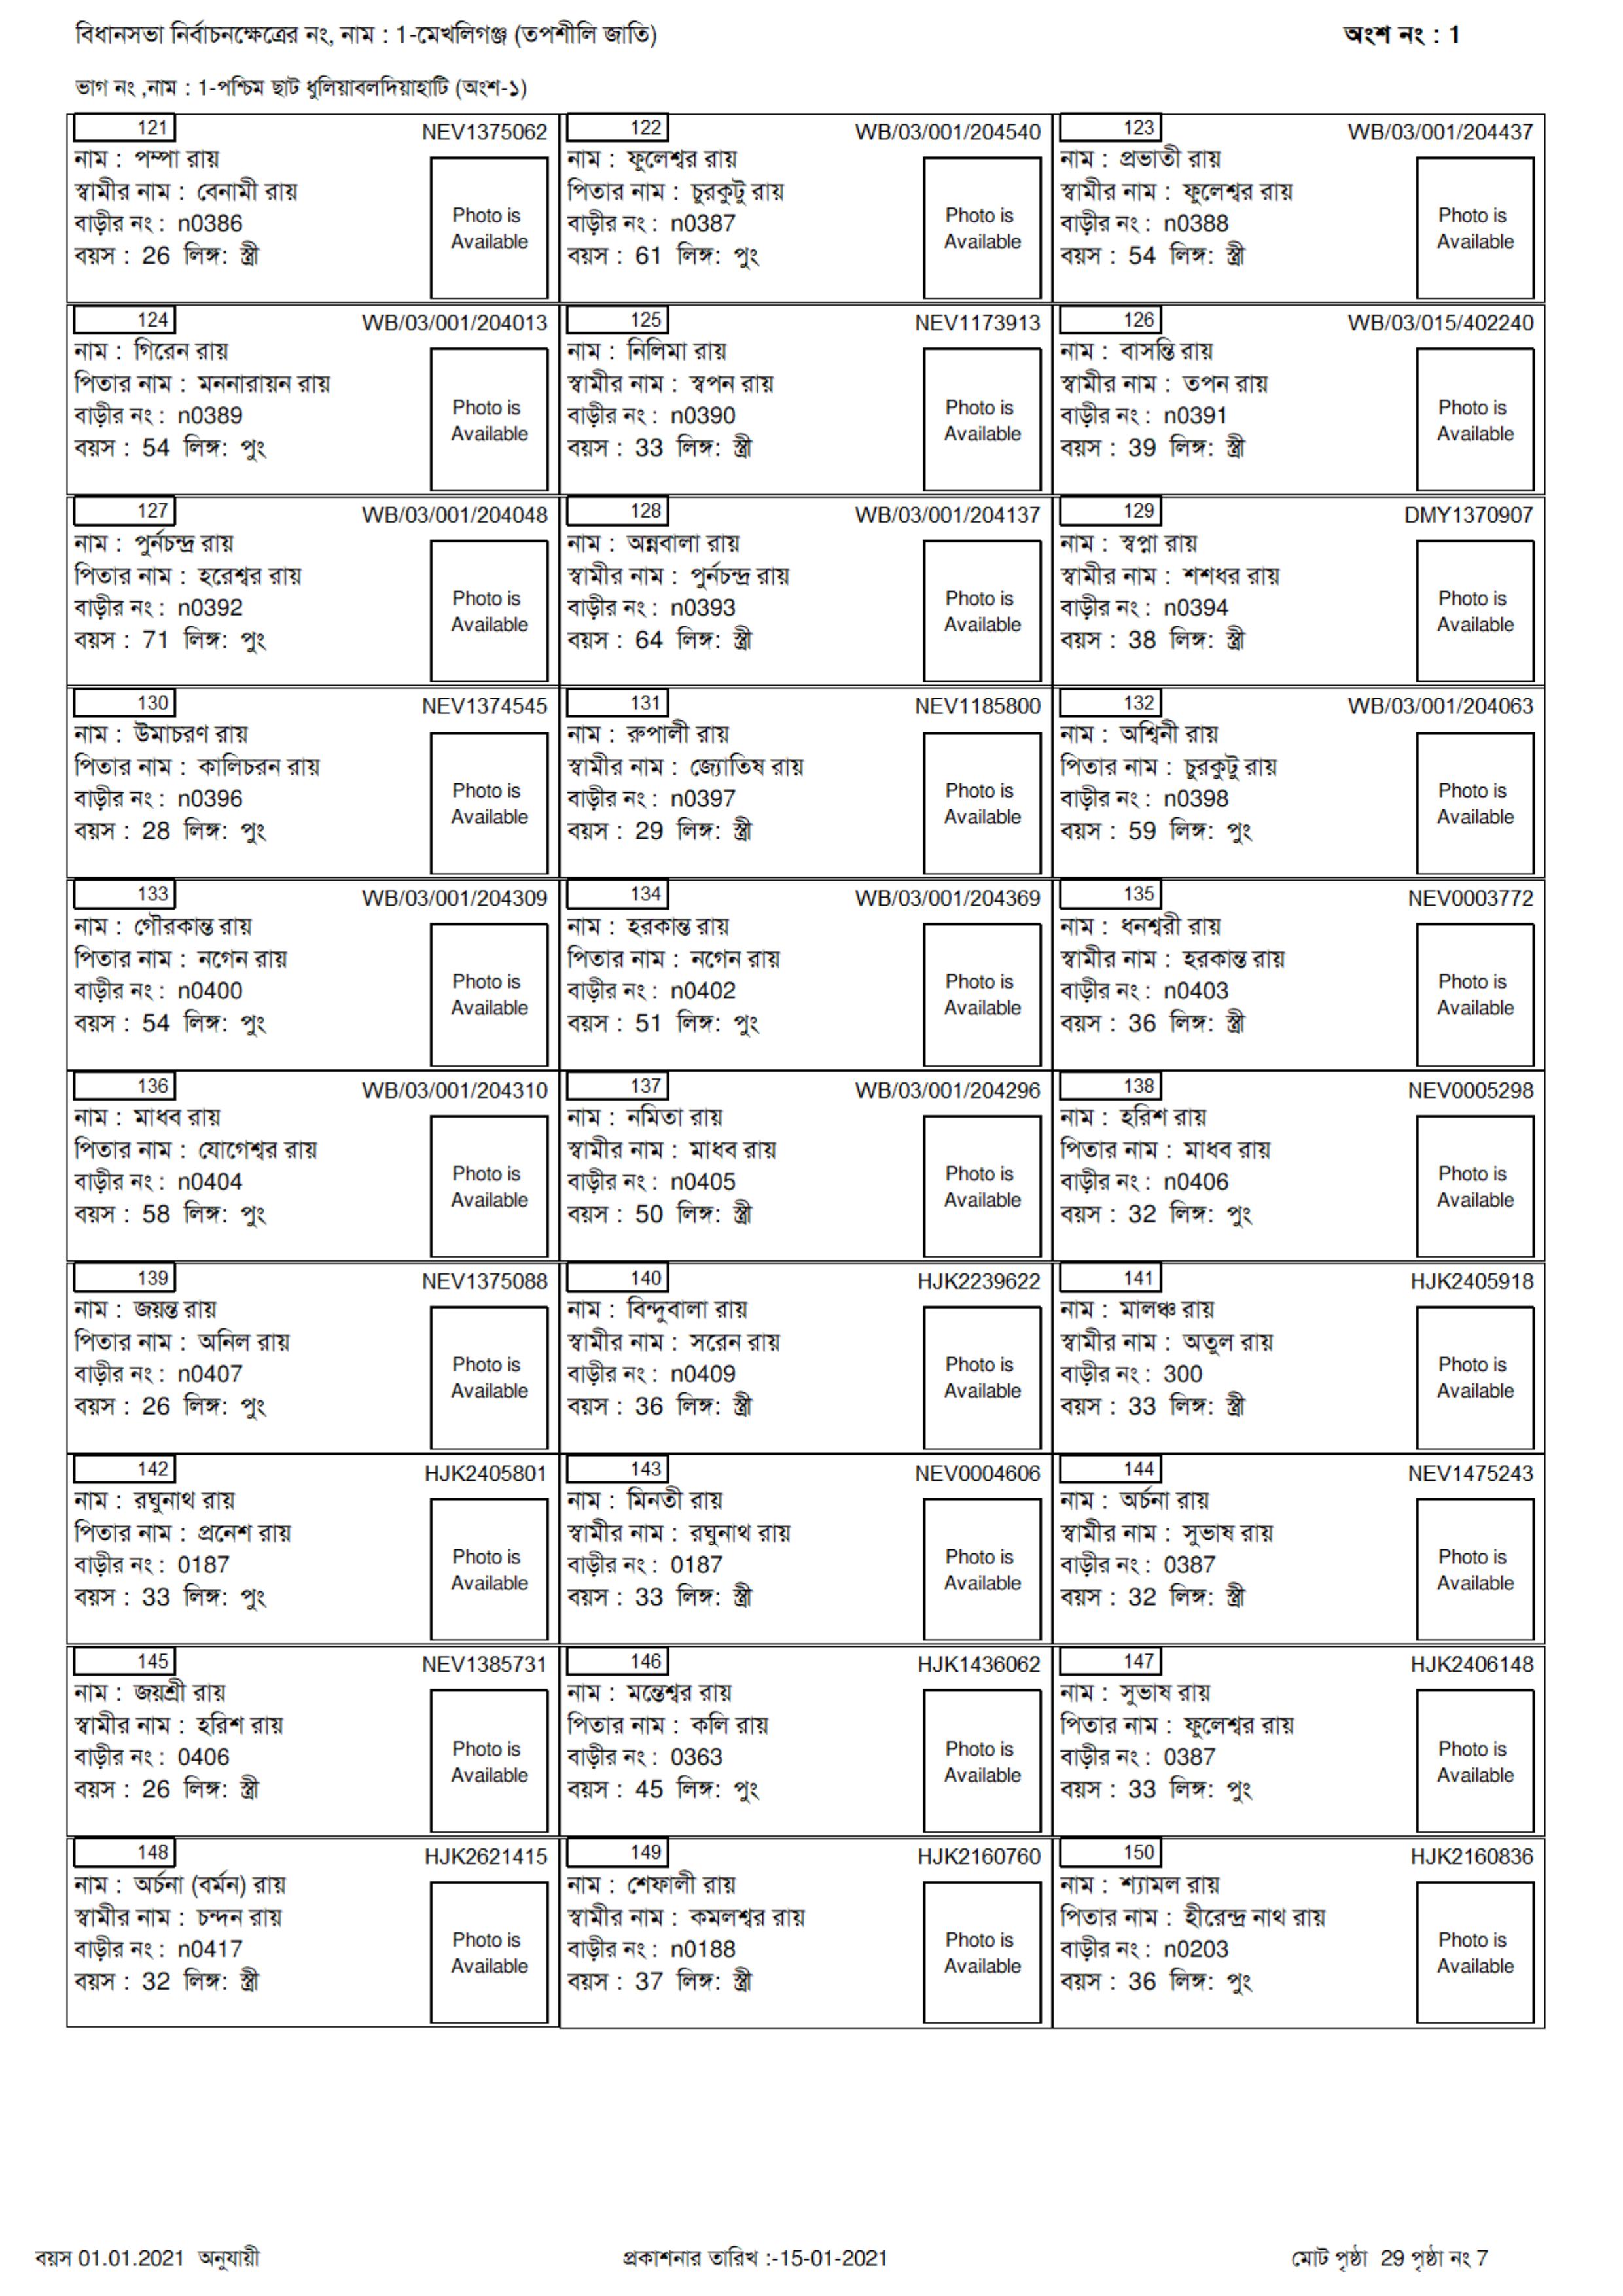 বিধানসভা নির্বাচনক্ষেত্রের নং, নাম : 1-মেখলিগঞ্জ (তপশীলি জাতি) অংশ নং : 1
ভাগ নং ,নাম : 1-পশ্চিম ছাট ধুলিয়াবলদিয়াহাটি (অংশ-১)
121 NEV1375062
নাম : পম্পা রায়
স্বামীর নাম : বেনামী রায়
বাড়ীর নং : n0386
বয়স : 26 লিঙ্গ: স্ত্রী
Photo is
Available
122 WB/03/001/204540
নাম : ফুলেশ্বর রায়
পিতার নাম : চুরকুটু রায়
বাড়ীর নং : n0387
বয়স : 61 লিঙ্গ: পুং
Photo is
Available
123 WB/03/001/204437
নাম : প্রভাতী রায়
স্বামীর নাম : ফুলেশ্বর রায়
বাড়ীর নং : n0388
বয়স : 54 লিঙ্গ: স্ত্রী
Photo is
Available
124 WB/03/001/204013
নাম : গিরেন রায়
পিতার নাম : মননারায়ন রায়
বাড়ীর নং : n0389
বয়স : 54 লিঙ্গ: পুং
Photo is
Available
125 NEV1173913
নাম : নিলিমা রায়
স্বামীর নাম : স্বপন রায়
বাড়ীর নং : n0390
বয়স : 33 লিঙ্গ: স্ত্রী
Photo is
Available
126 WB/03/015/402240
নাম : বাসন্তি রায়
স্বামীর নাম : তপন রায়
বাড়ীর নং : n0391
বয়স : 39 লিঙ্গ: স্ত্রী
Photo is
Available
127 WB/03/001/204048
নাম : পুর্নচন্দ্র রায়
পিতার নাম : হরেশ্বর রায়
বাড়ীর নং : n0392
বয়স : 71 লিঙ্গ: পুং
Photo is
Available
128 WB/03/001/204137
নাম : অন্নবালা রায়
স্বামীর নাম : পুর্নচন্দ্র রায়
বাড়ীর নং : n0393
বয়স : 64 লিঙ্গ: স্ত্রী
Photo is
Available
129 DMY1370907
নাম : স্বপ্না রায়
স্বামীর নাম : শশধর রায়
বাড়ীর নং : n0394
বয়স : 38 লিঙ্গ: স্ত্রী
Photo is
Available
130 NEV1374545
নাম : উমাচরণ রায়
পিতার নাম : কালিচরন রায়
বাড়ীর নং : n0396
বয়স : 28 লিঙ্গ: পুং
Photo is
Available
131 NEV1185800
নাম : রুপালী রায়
স্বামীর নাম : জ্যোতিষ রায়
বাড়ীর নং : n0397
বয়স : 29 লিঙ্গ: স্ত্রী
Photo is
Available
132 WB/03/001/204063
নাম : অশ্বিনী রায়
পিতার নাম : চুরকুটু রায়
বাড়ীর নং : n0398
বয়স : 59 লিঙ্গ: পুং
Photo is
Available
133 WB/03/001/204309
নাম : গৌরকান্ত রায়
পিতার নাম : নগেন রায়
বাড়ীর নং : n0400
বয়স : 54 লিঙ্গ: পুং
Photo is
Available
134 WB/03/001/204369
নাম : হরকান্ত রায়
পিতার নাম : নগেন রায়
বাড়ীর নং : n0402
বয়স : 51 লিঙ্গ: পুং
Photo is
Available
135 NEV0003772
নাম : ধনশ্বরী রায়
স্বামীর নাম : হরকান্ত রায়
বাড়ীর নং : n0403
বয়স : 36 লিঙ্গ: স্ত্রী
Photo is
Available
136 WB/03/001/204310
নাম : মাধব রায়
পিতার নাম : যোগেশ্বর রায়
বাড়ীর নং : n0404
বয়স : 58 লিঙ্গ: পুং
Photo is
Available
137 WB/03/001/204296
নাম : নমিতা রায়
স্বামীর নাম : মাধব রায়
বাড়ীর নং : n0405
বয়স : 50 লিঙ্গ: স্ত্রী
Photo is
Available
138 NEV0005298
নাম : হরিশ রায়
পিতার নাম : মাধব রায়
বাড়ীর নং : n0406
বয়স : 32 লিঙ্গ: পুং
Photo is
Available
139 NEV1375088
নাম : জয়ন্ত রায়
পিতার নাম : অনিল রায়
বাড়ীর নং : n0407
বয়স : 26 লিঙ্গ: পুং
Photo is
Available
140 HJK2239622
নাম : বিন্দুবালা রায়
স্বামীর নাম : সরেন রায়
বাড়ীর নং : n0409
বয়স : 36 লিঙ্গ: স্ত্রী
Photo is
Available
141 HJK2405918
নাম : মালঞ্চ রায়
স্বামীর নাম : অতুল রায়
বাড়ীর নং : 300
বয়স : 33 লিঙ্গ: স্ত্রী
Photo is
Available
142 HJK2405801
নাম : রঘুনাথ রায়
পিতার নাম : প্রনেশ রায়
বাড়ীর নং : 0187
বয়স : 33 লিঙ্গ: পুং
Photo is
Available
143 NEV0004606
নাম : মিনতী রায়
স্বামীর নাম : রঘুনাথ রায়
বাড়ীর নং : 0187
বয়স : 33 লিঙ্গ: স্ত্রী
Photo is
Available
144 NEV1475243
নাম : অর্চনা রায়
স্বামীর নাম : সুভাষ রায়
বাড়ীর নং : 0387
বয়স : 32 লিঙ্গ: স্ত্রী
Photo is
Available
145 NEV1385731
নাম : জয়শ্রী রায়
স্বামীর নাম : হরিশ রায়
বাড়ীর নং : 0406
বয়স : 26 লিঙ্গ: স্ত্রী
Photo is
Available
146 HJK1436062
নাম : মন্তেশ্বর রায়
পিতার নাম : কলি রায়
বাড়ীর নং : 0363
বয়স : 45 লিঙ্গ: পুং
Photo is
Available
147 HJK2406148
নাম : সুভাষ রায়
পিতার নাম : ফুলেশ্বর রায়
বাড়ীর নং : 0387
বয়স : 33 লিঙ্গ: পুং
Photo is
Available
148 HJK2621415
নাম : অর্চনা (বর্মন) রায়
স্বামীর নাম : চন্দন রায়
বাড়ীর নং : n0417
বয়স : 32 লিঙ্গ: স্ত্রী
Photo is
Available
149 HJK2160760
নাম : শেফালী রায়
স্বামীর নাম : কমলশ্বর রায়
বাড়ীর নং : n0188
বয়স : 37 লিঙ্গ: স্ত্রী
Photo is
Available
150 HJK2160836
নাম : শ্যামল রায়
পিতার নাম : হীরেন্দ্র নাথ রায়
বাড়ীর নং : n0203
বয়স : 36 লিঙ্গ: পুং
Photo is
Available
বয়স 01.01.2021 অনুযায়ী প্রকাশনার তারিখ :-15-01-2021 মোট পৃষ্ঠা 29 পৃষ্ঠা নং 7